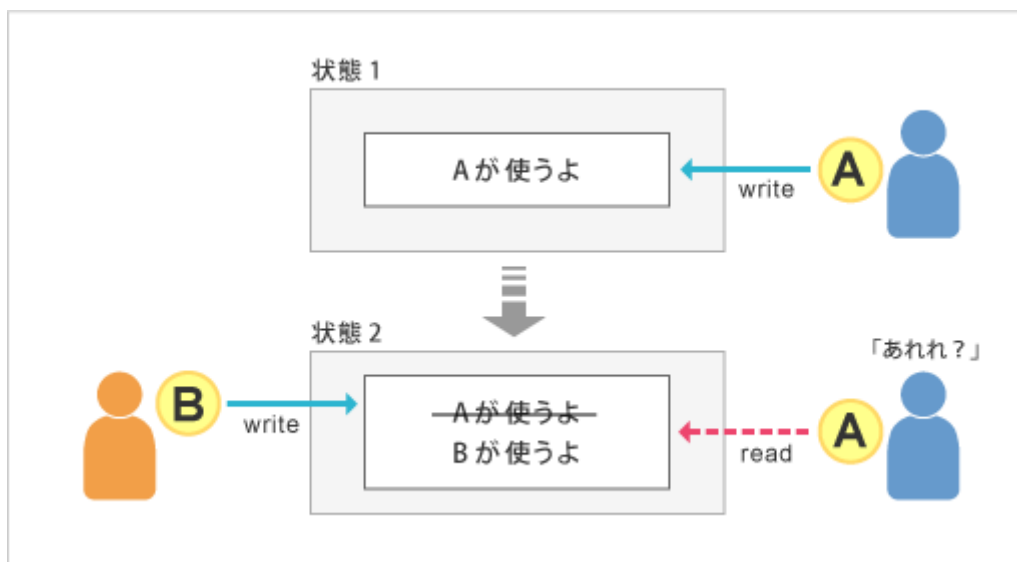 状態 1
A が 使うよ
write
A
状態 2
「あれれ？」
B
write
A が 使うよ
B が 使うよ
read
A